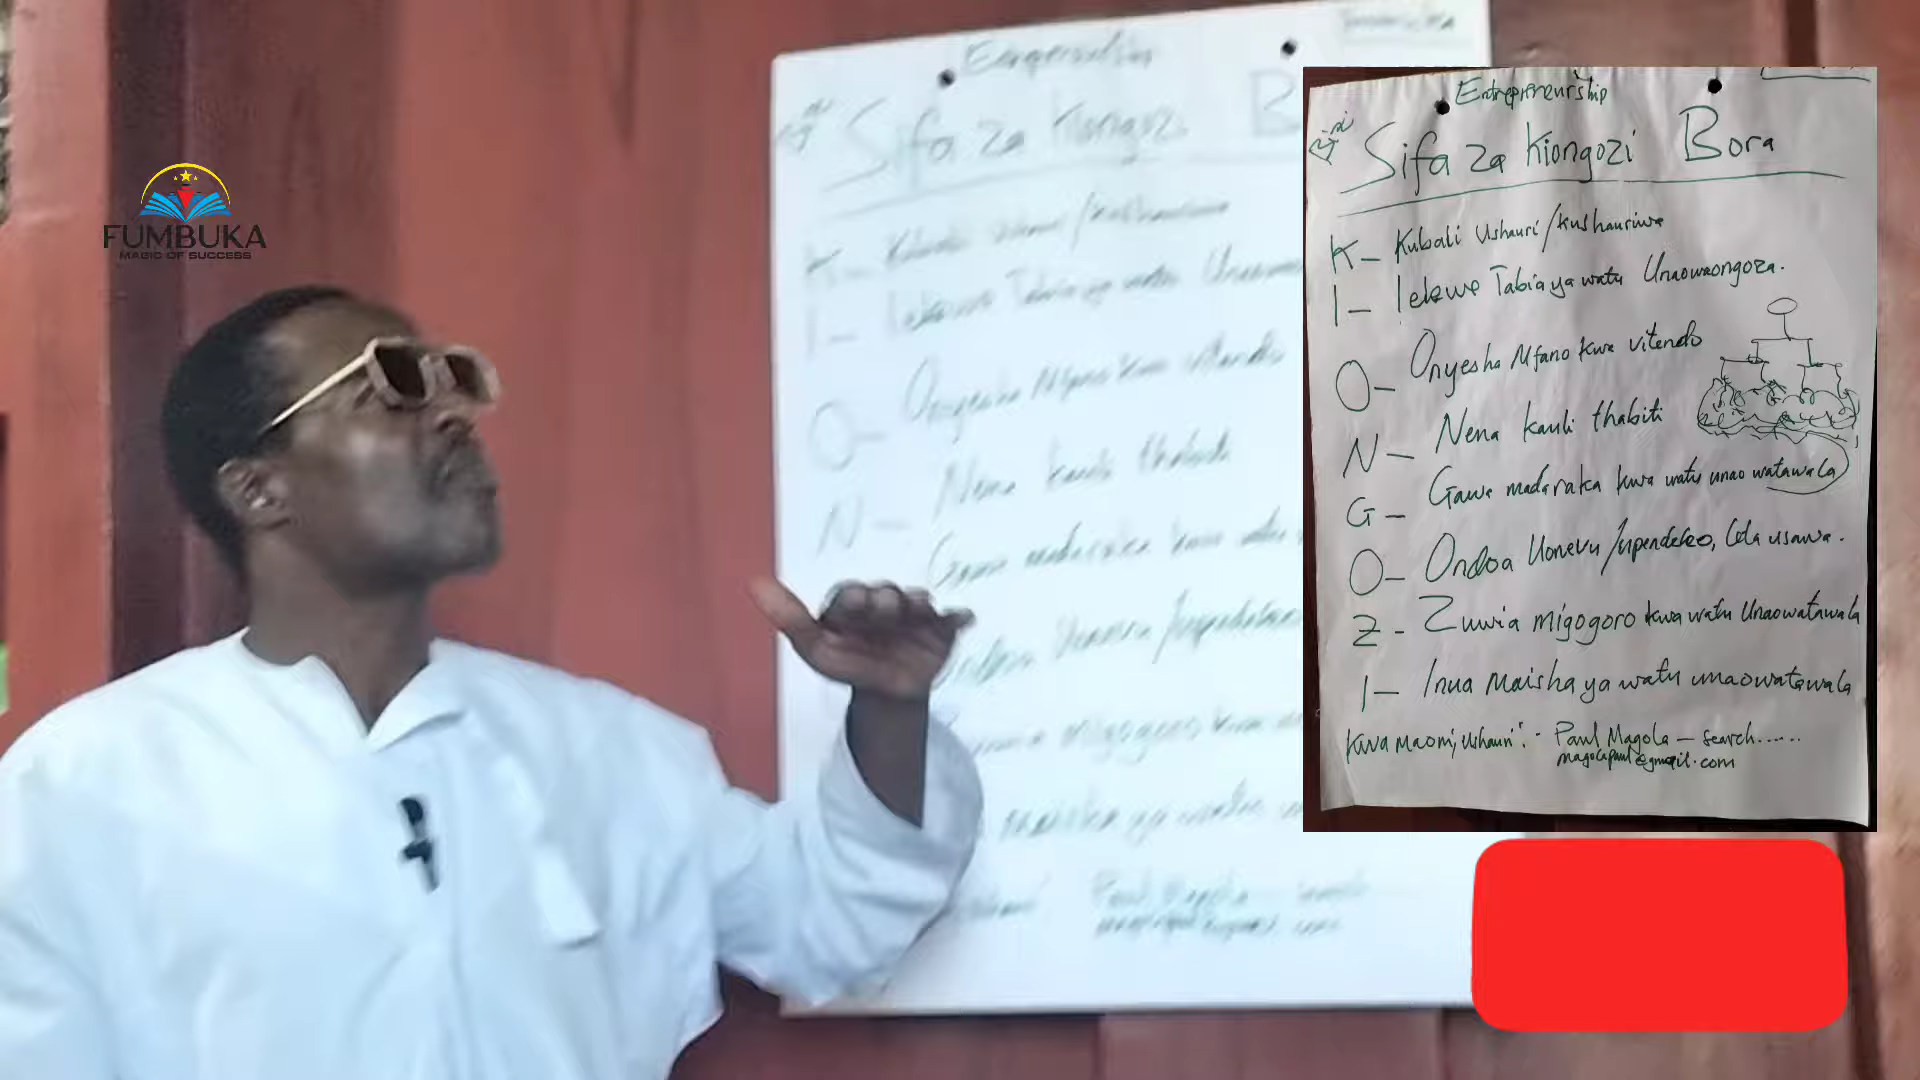 FUMBUKA
MAGIC OF SUCCESS
Entrepreneurship
Sifa za Kiongozi Bora
K- Kubali Ushauri/kushauriwa
I- Ielewe Tabia ya watu Unaowaongoza.
O- Onyesha Mfano kwa vitendo
N- Nena kauli thabiti
G- Gawa madaraka kwa watu unao watawala
O- Ondoa Uonevu/upendeleo, Leta usawa.
Z- Zuwia migogoro kwa watu Unaowatawala
I- Inua Maisha ya watu unaowatawala
Kwa Maoni, Ushauri:- Paul Magola - search.....
magolapaul@gmail.com